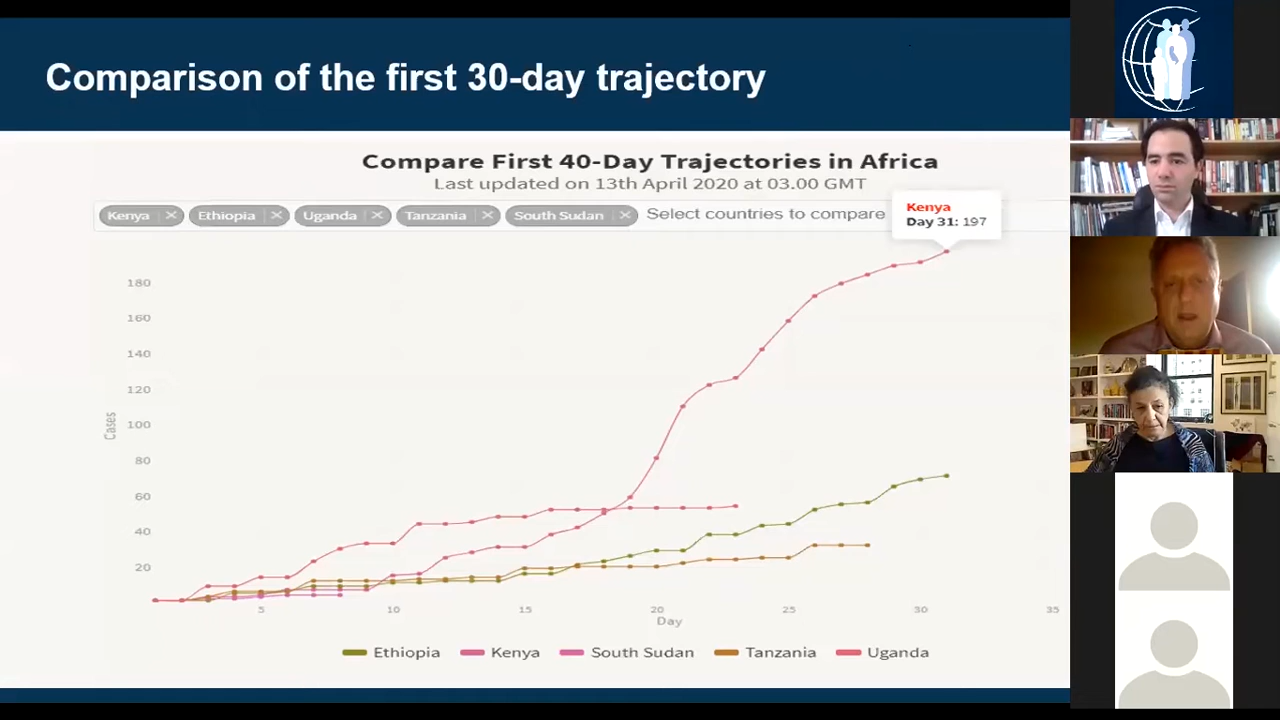 Comparison of the first 30-day trajectory
Compare First 40-Day Trajectories in Africa
Last updated on 13th April 2020 at 03.00 GMT
Kenya × Ethiopia × Uganda × Tanzania × South Sudan × Select countries to compare
Kenya
Day 31: 197
180
160
140
120
100
80
60
40
20
Cases
5 10 15 20 25 30 35
Day
Ethiopia Kenya South Sudan Tanzania Uganda